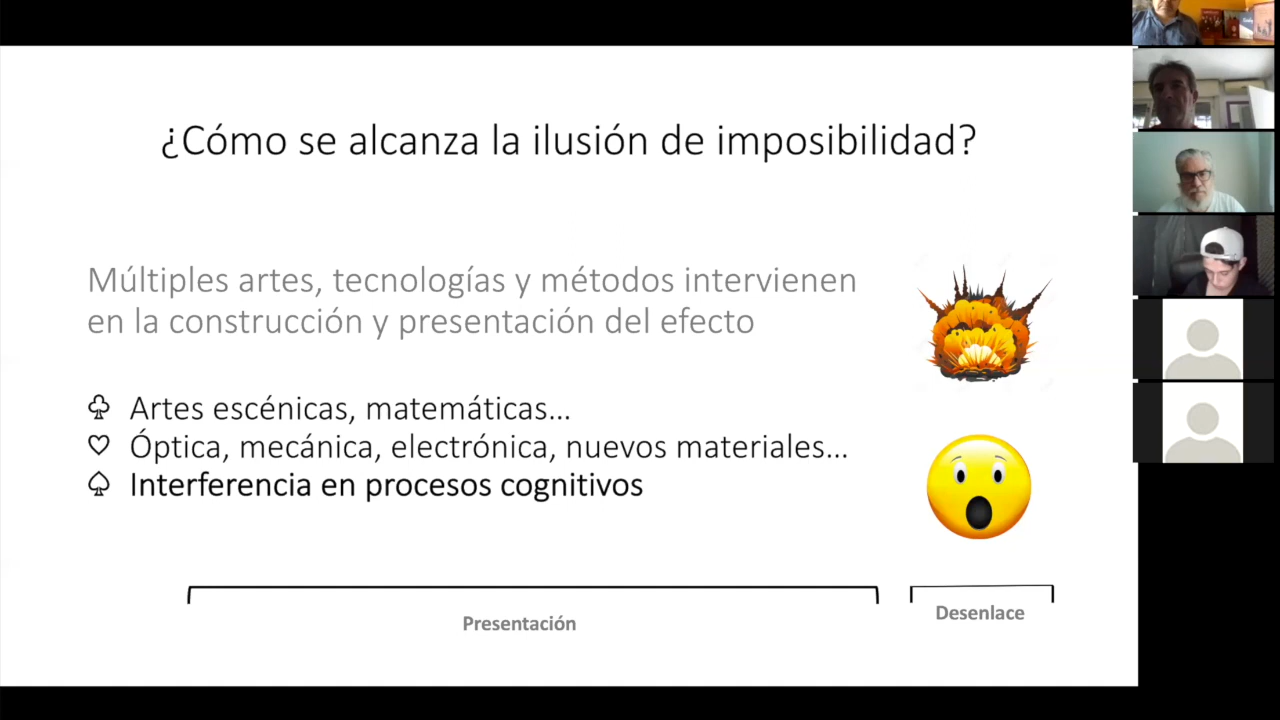 ¿Cómo se alcanza la ilusión de imposibilidad?
Múltiples artes, tecnologías y métodos intervienen
en la construcción y presentación del efecto
Artes escénicas, matemáticas...
Óptica, mecánica, electrónica, nuevos materiales...
Interferencia en procesos cognitivos
Presentación
Desenlace